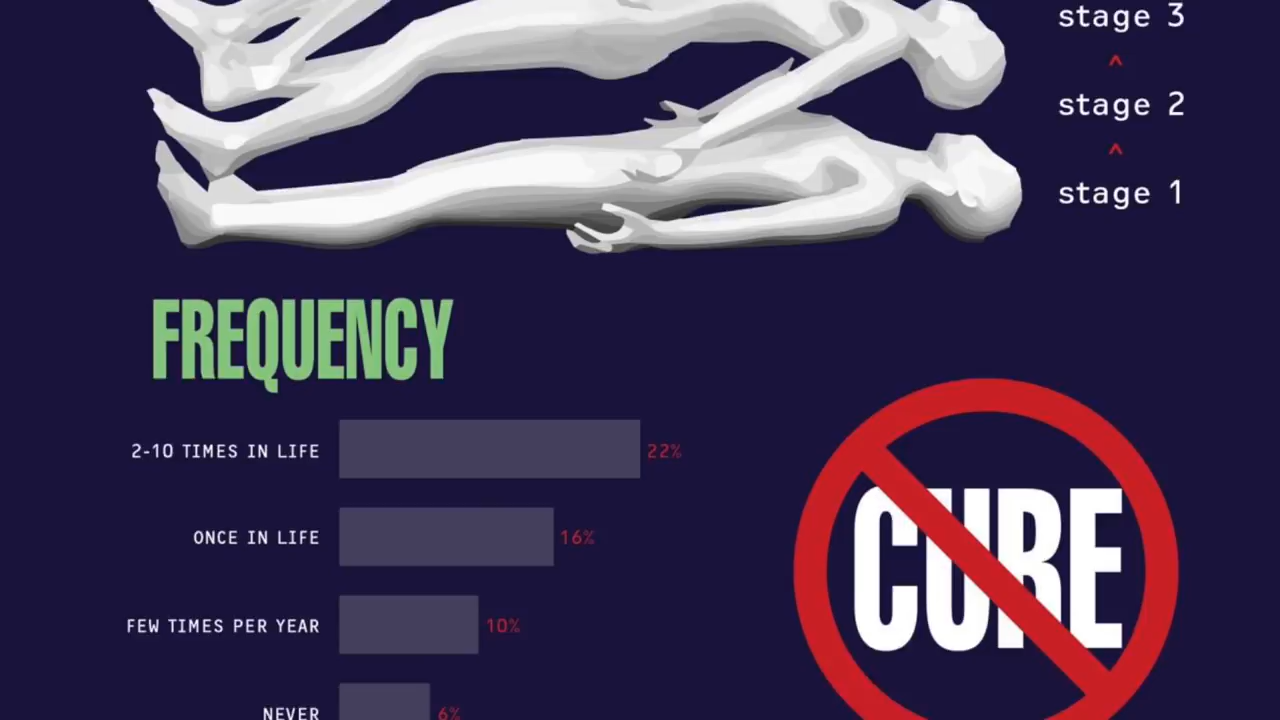 stage 3
^
stage 2
^
stage 1
FREQUENCY
2-10 TIMES IN LIFE 22%
ONCE IN LIFE 16%
FEW TIMES PER YEAR 10%
NEVER 6%
CURE